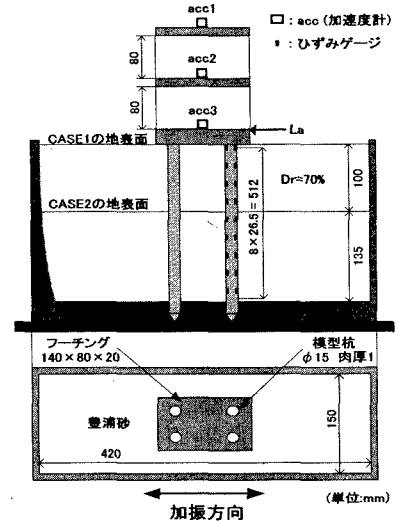 acc1
□ : acc (加速度計)
▪ : ひずみゲージ
80
acc2
80
acc3
La
CASE1の地表面
Dr=70%
100
CASE2の地表面
8×26.5=512
135
フーチング
140×80×20
模型杭
φ15 肉厚1
豊浦砂
150
420
(単位:mm)
加振方向